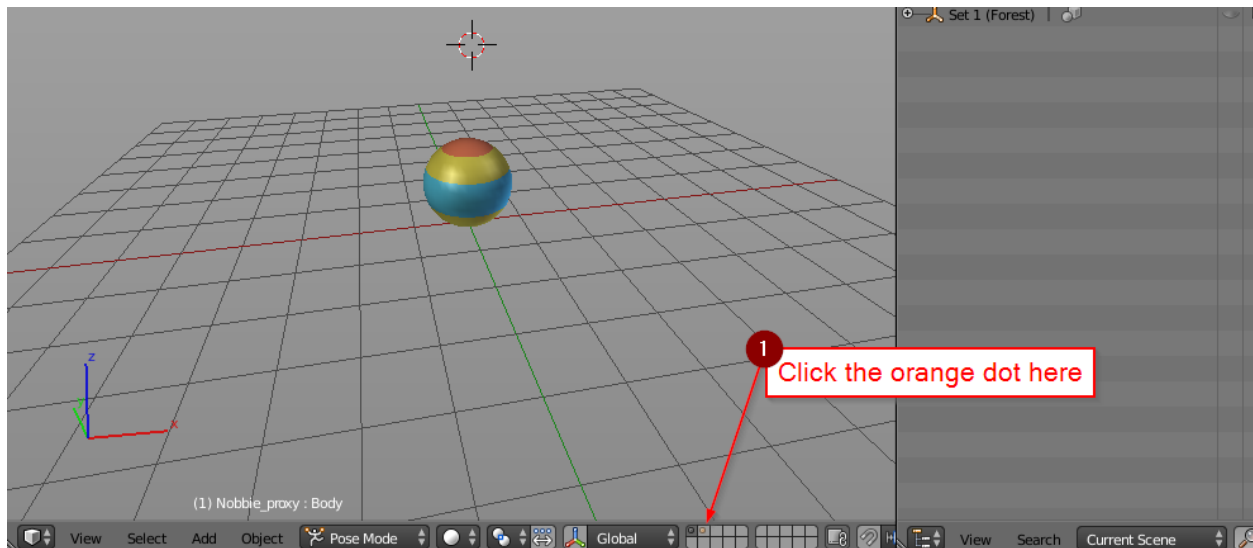 Set 1 (Forest)
z
y
x
1
Click the orange dot here
(1) Nobbie_proxy : Body
View Select Add Object Pose Mode Global View Search Current Scene